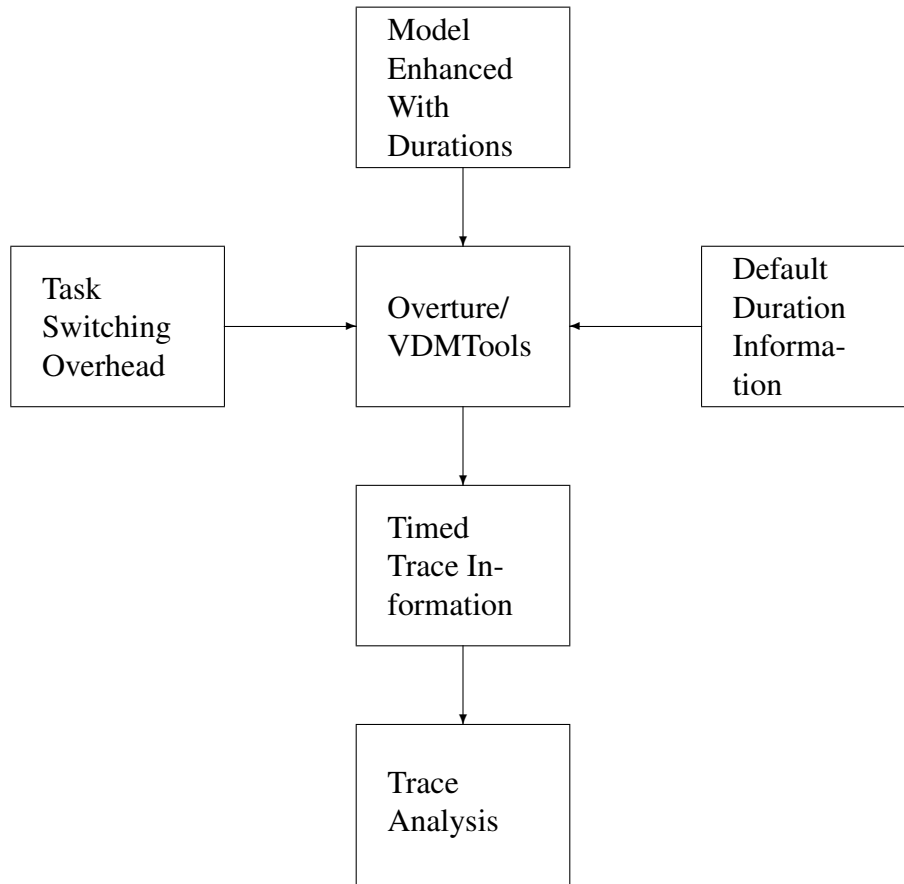 Model
Enhanced
With
Durations
Task
Switching
Overhead
Overture/
VDMTools
Default
Duration
Informa-
tion
Timed
Trace In-
formation
Trace
Analysis